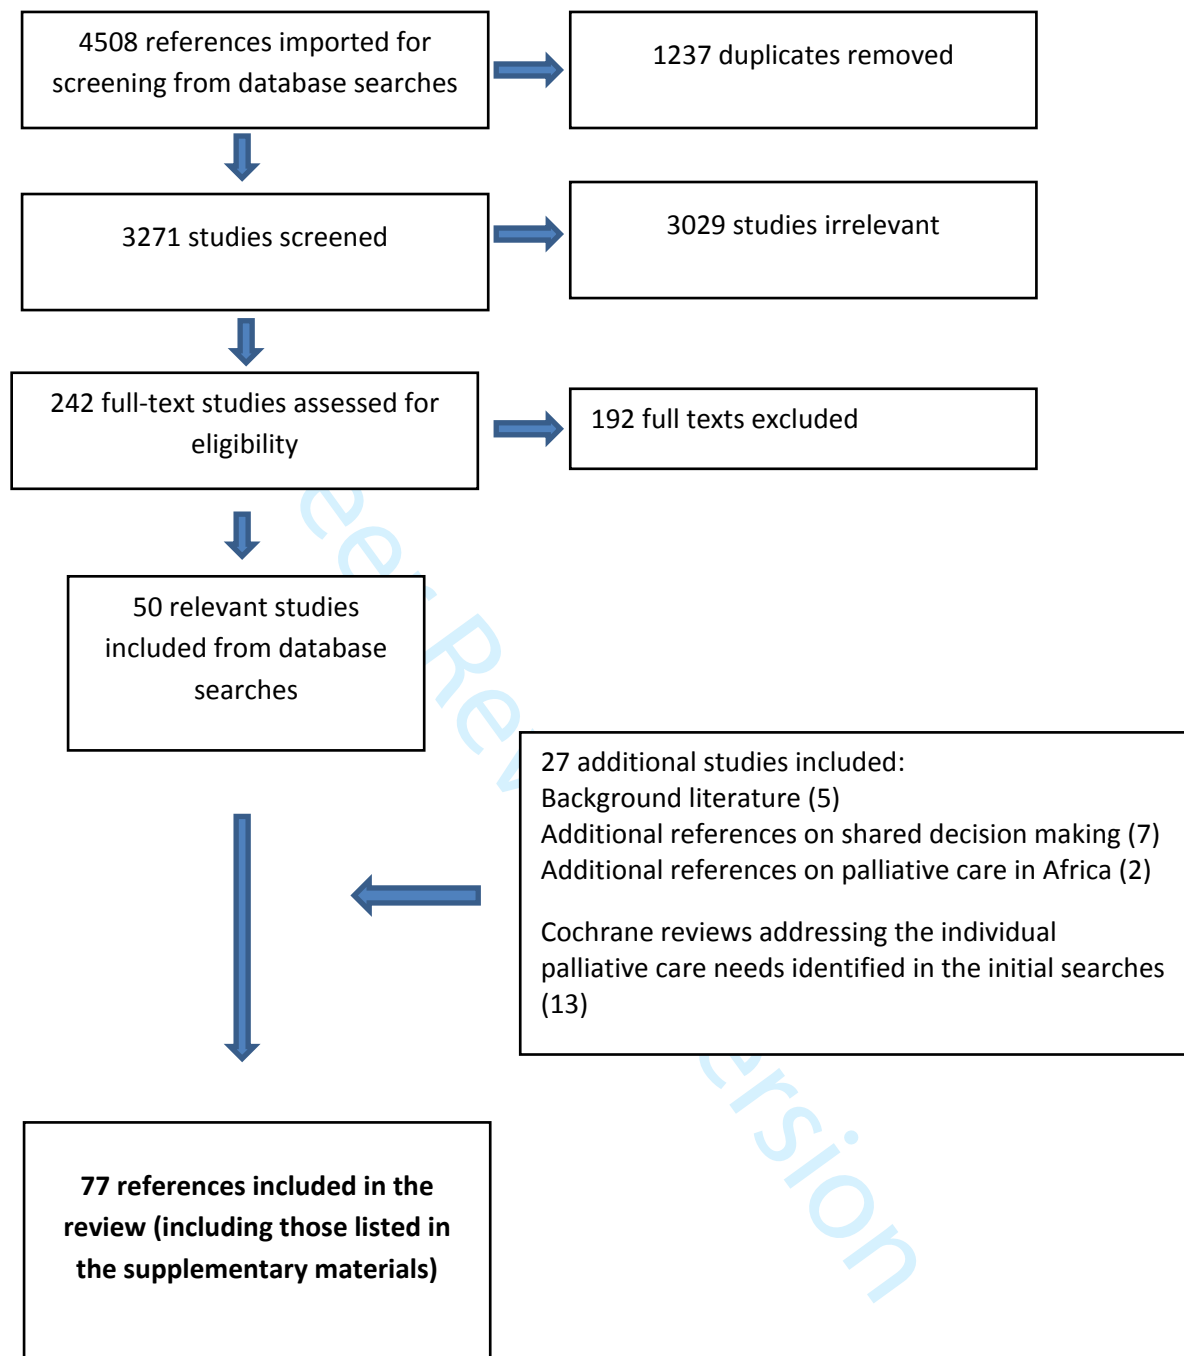 4508 references imported for
screening from database searches
1237 duplicates removed
3271 studies screened
3029 studies irrelevant
242 full-text studies assessed for
eligibility
192 full texts excluded
50 relevant studies
included from database
searches
27 additional studies included:
Background literature (5)
Additional references on shared decision making (7)
Additional references on palliative care in Africa (2)
Cochrane reviews addressing the individual
palliative care needs identified in the initial searches
(13)
77 references included in the
review (including those listed in
the supplementary materials)